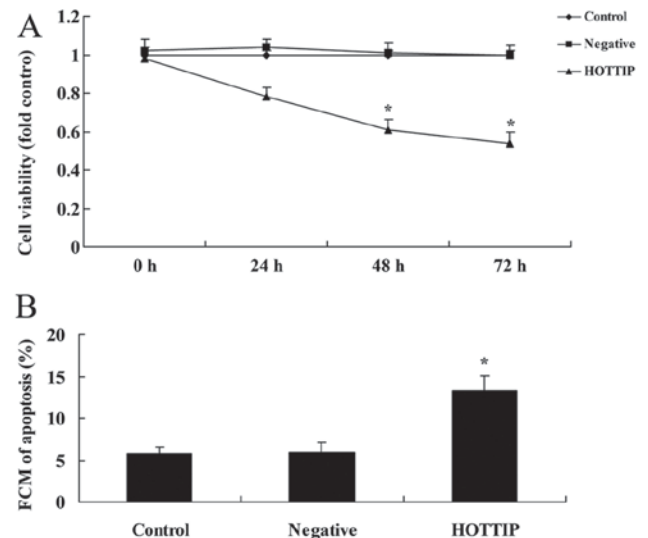 A
Cell viability (fold contro)
1.2
1
0.8
0.6
0.4
0.2
0
*
*
0 h
24 h
48 h
72 h
Control
Negative
HOTTIP
B
FCM of apoptosis (%)
20
15
10
5
0
*
Control
Negative
HOTTIP